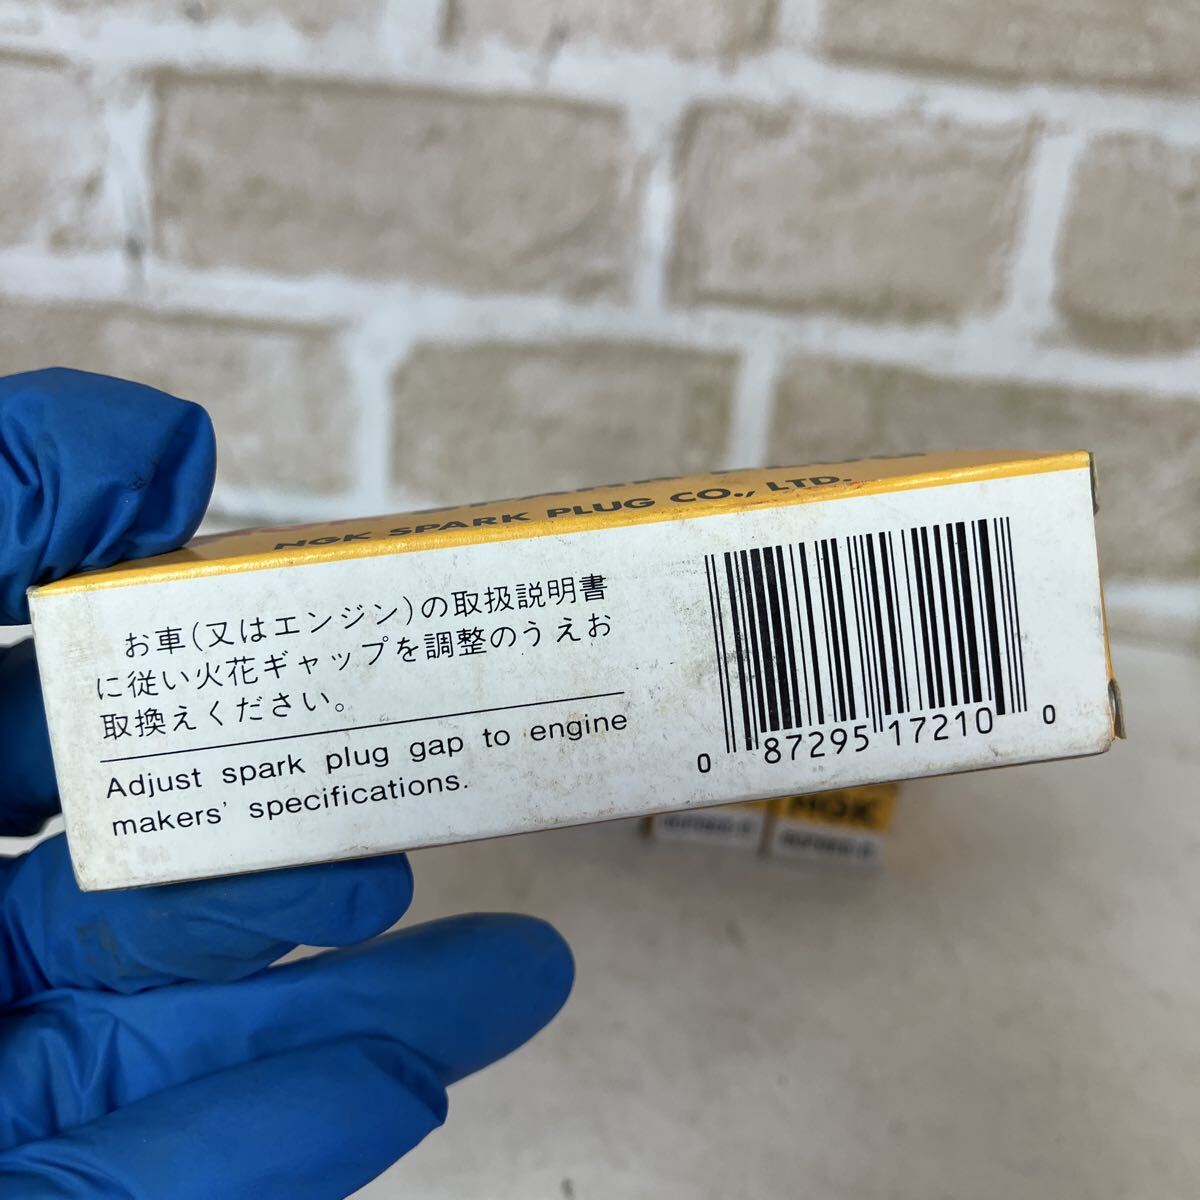 NGK SPARK PLUG CO., LTD.
お車(又はエンジン)の取扱説明書
に従い火花ギャップを調整のうえお
取換えください。
Adjust spark plug gap to engine
makers' specifications.
0 87295 17210 0
NGK